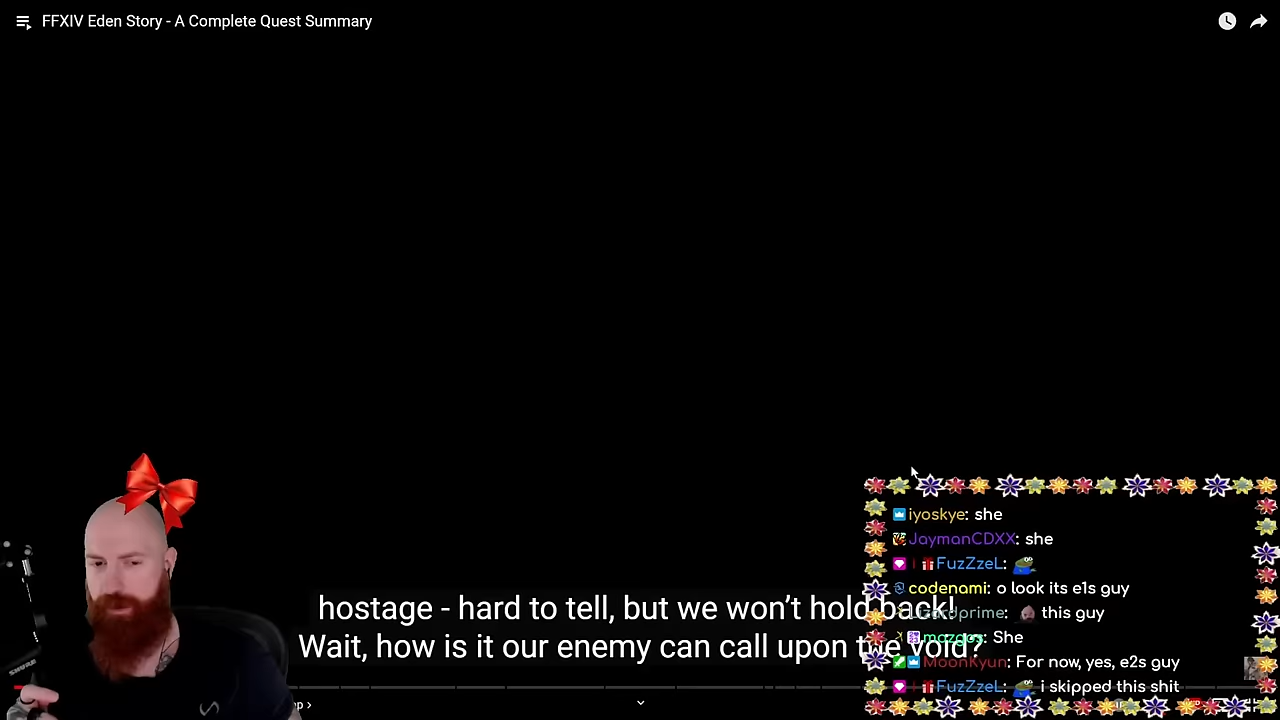 FFXIV Eden Story - A Complete Quest Summary
iyoskye: she
JaymanCDXX: she
FuzZzeL:
codenami: o look its e1s guy
this guy
mazgos: She
MoonKyun: For now, yes, e2s guy
FuzZzeL: i skipped this shit
hostage - hard to tell, but we won’t hold back!
Wait, how is it our enemy can call upon the void?